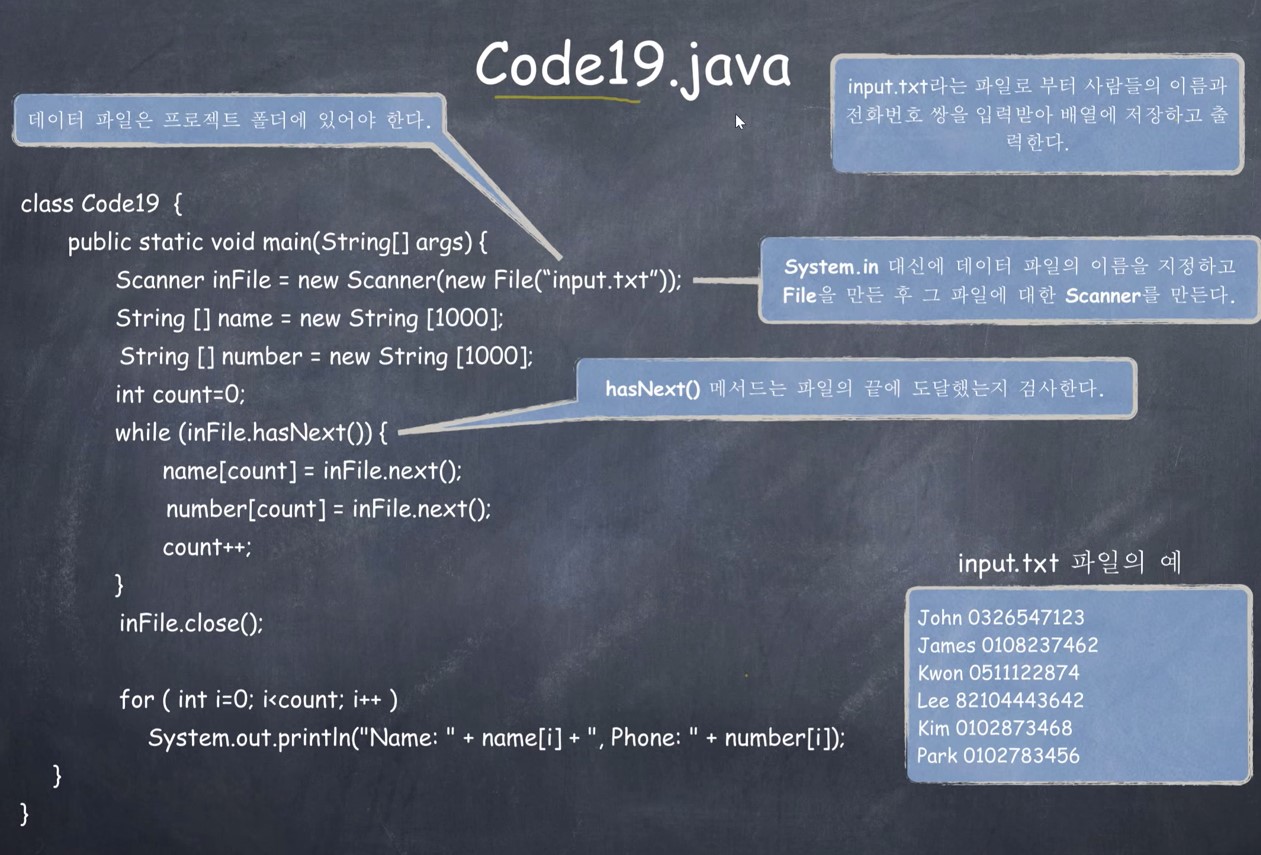 Code19.java
input.txt라는 파일로 부터 사람들의 이름과
전화번호 쌍을 입력받아 배열에 저장하고 출
력한다.
데이터 파일은 프로젝트 폴더에 있어야 한다.
class Code19 {
public static void main(String[] args) {
Scanner inFile = new Scanner(new File(“input.txt”));
System.in 대신에 데이터 파일의 이름을 지정하고
File을 만든 후 그 파일에 대한 Scanner를 만든다.
String [] name = new String [1000];
String [] number = new String [1000];
int count=0;
hasNext() 메서드는 파일의 끝에 도달했는지 검사한다.
while (inFile.hasNext()) {
name[count] = inFile.next();
number[count] = inFile.next();
count++;
}
inFile.close();
for ( int i=0; i<count; i++ )
System.out.println("Name: " + name[i] + ", Phone: " + number[i]);
}
}
input.txt 파일의 예
John 0326547123
James 0108237462
Kwon 0511122874
Lee 82104443642
Kim 0102873468
Park 0102783456